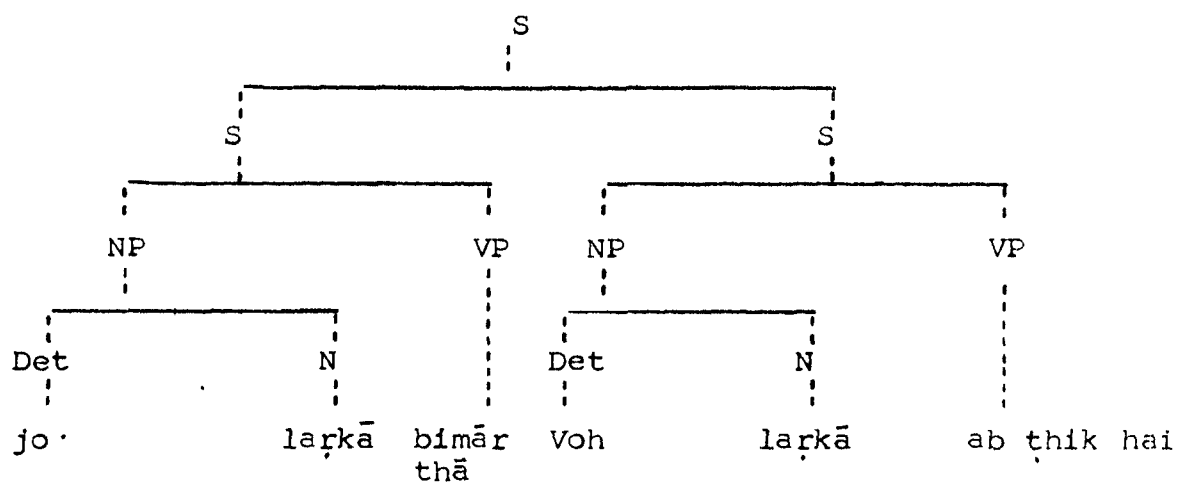 S
S S
NP VP NP VP
Det N Det N
jo laṛkā bimār Voh laṛkā ab ṭhik hai
thā